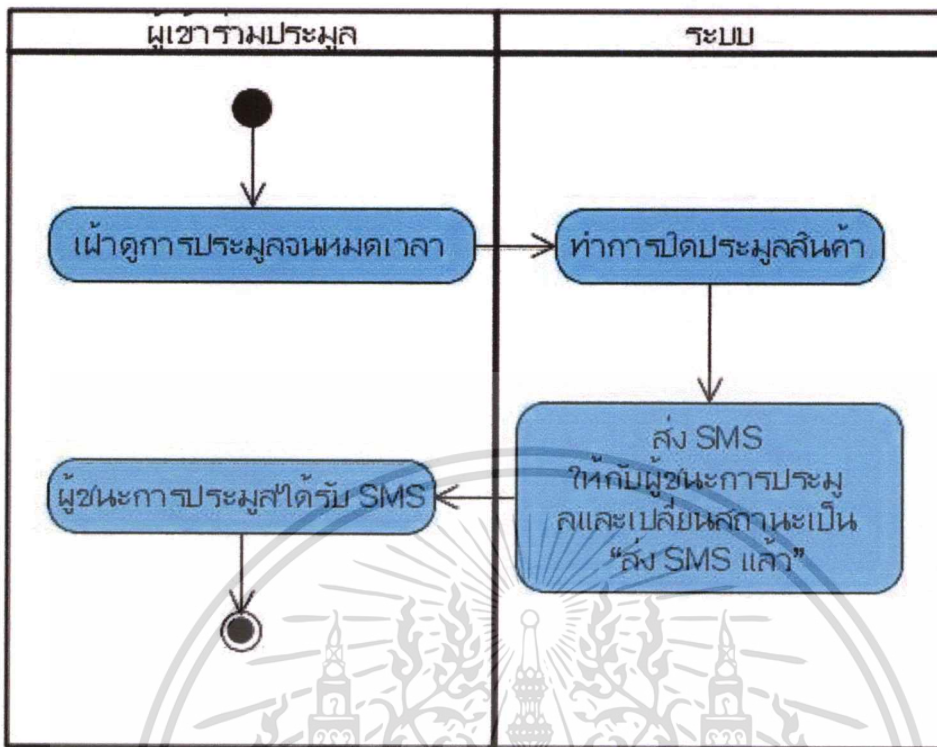 ผู้เข้าร่วมประมูล
ระบบ
เฝ้าดูการประมูลจนหมดเวลา
ทำการปิดประมูลสินค้า
ส่ง SMS
ให้กับผู้ชนะการประมู
ลและเปลี่ยนสถานะเป็น
“ส่ง SMS แล้ว”
ผู้ชนะการประมูลได้รับ SMS